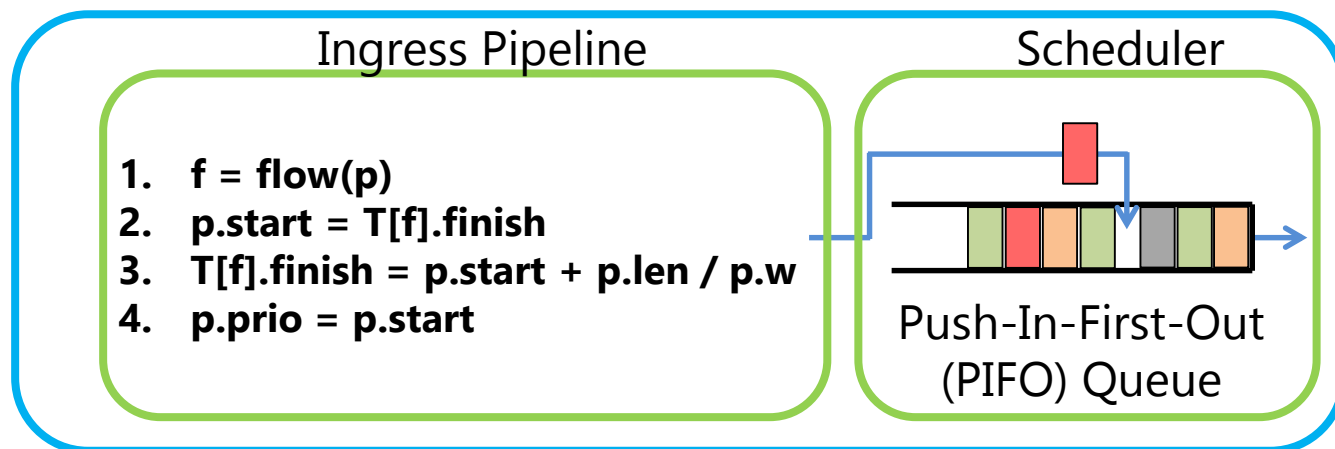 Ingress Pipeline
Scheduler
1. f = flow(p)
2. p.start = T[f].finish
3. T[f].finish = p.start + p.len / p.w
4. p.prio = p.start
Push-In-First-Out
(PIFO) Queue